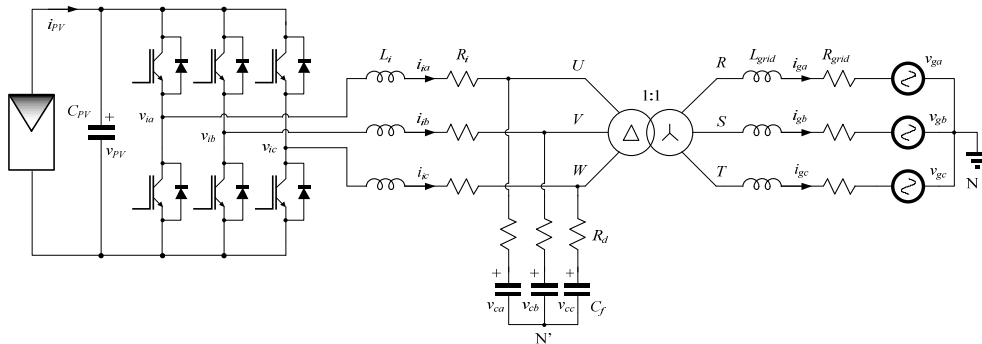 i_PV
C_PV
+
v_PV
v_ia
v_ib
v_ic
L_i
i_ia
R_i
i_ib
i_ic
U
V
W
1:1
R
S
T
L_grid
i_ga
R_grid
v_ga
i_gb
v_gb
i_gc
v_gc
N
R_d
+
+
+
v_ca
v_cb
v_cc
C_f
N'